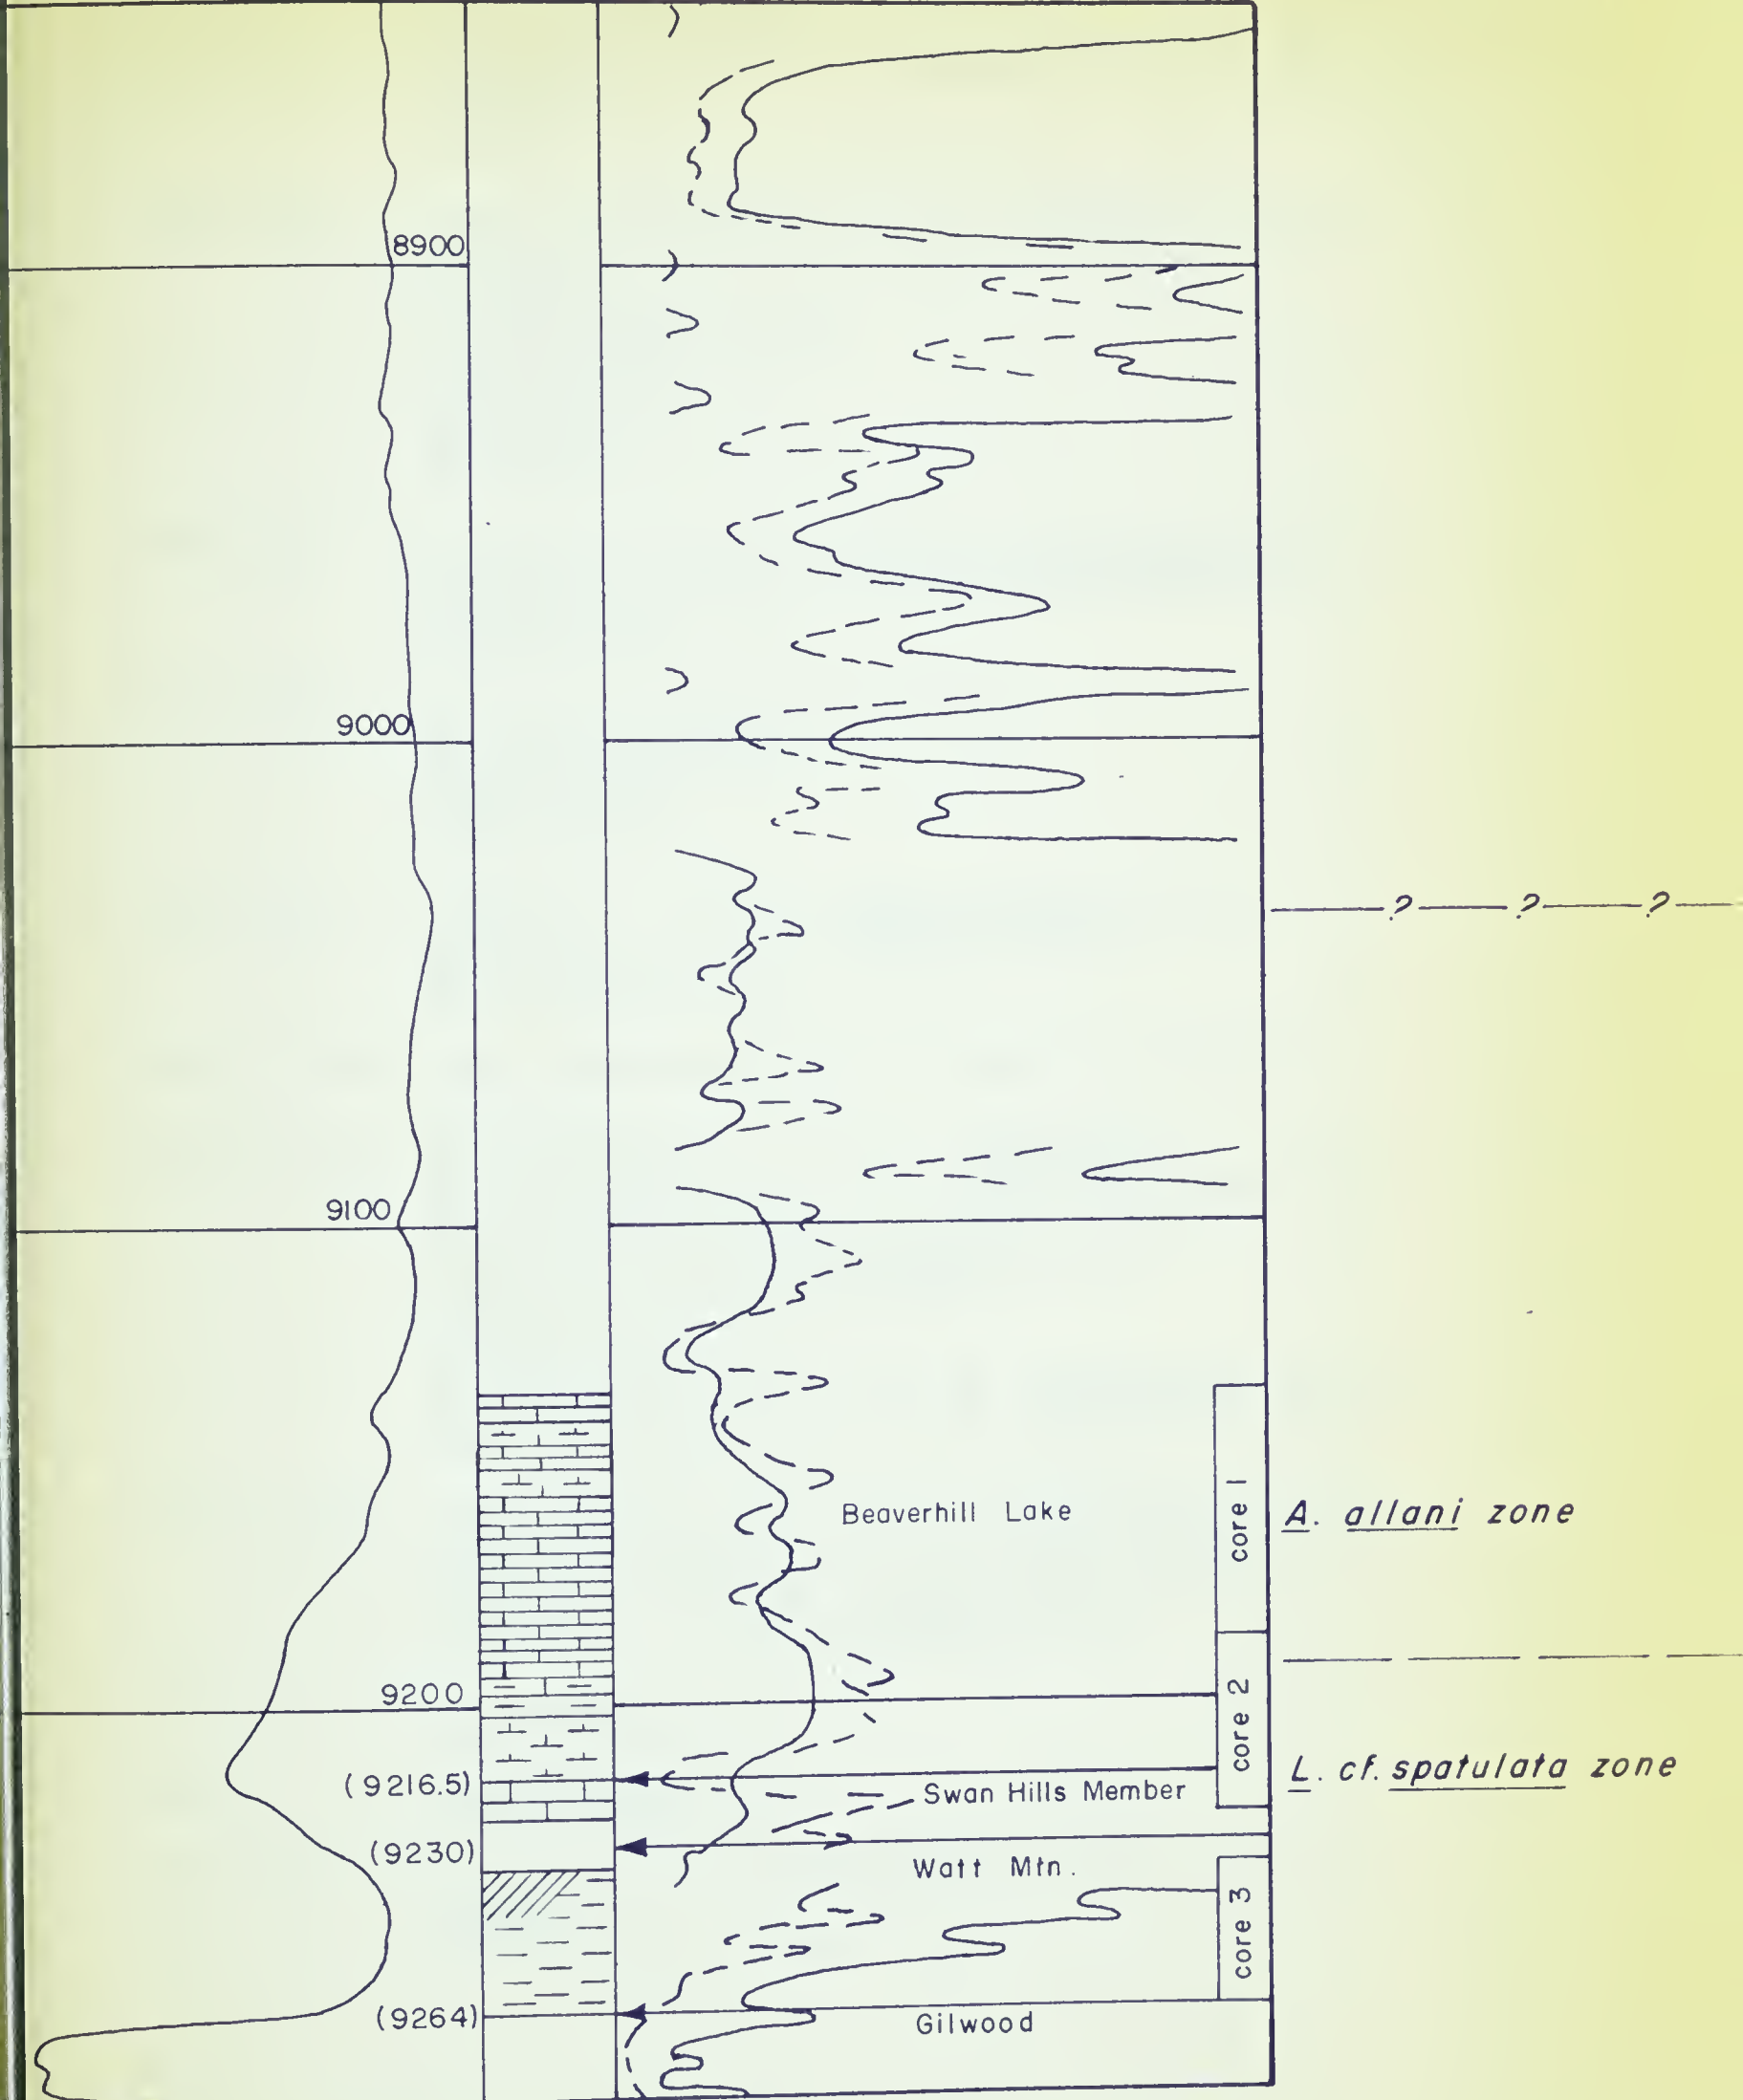 8900
9000
? ? ?
9100
core 1
Beaverhill Lake
A. allani zone
9200
core 2
(9216.5)
Swan Hills Member
L. cf. spatulata zone
(9230)
Watt Mtn.
core 3
(9264)
Gilwood